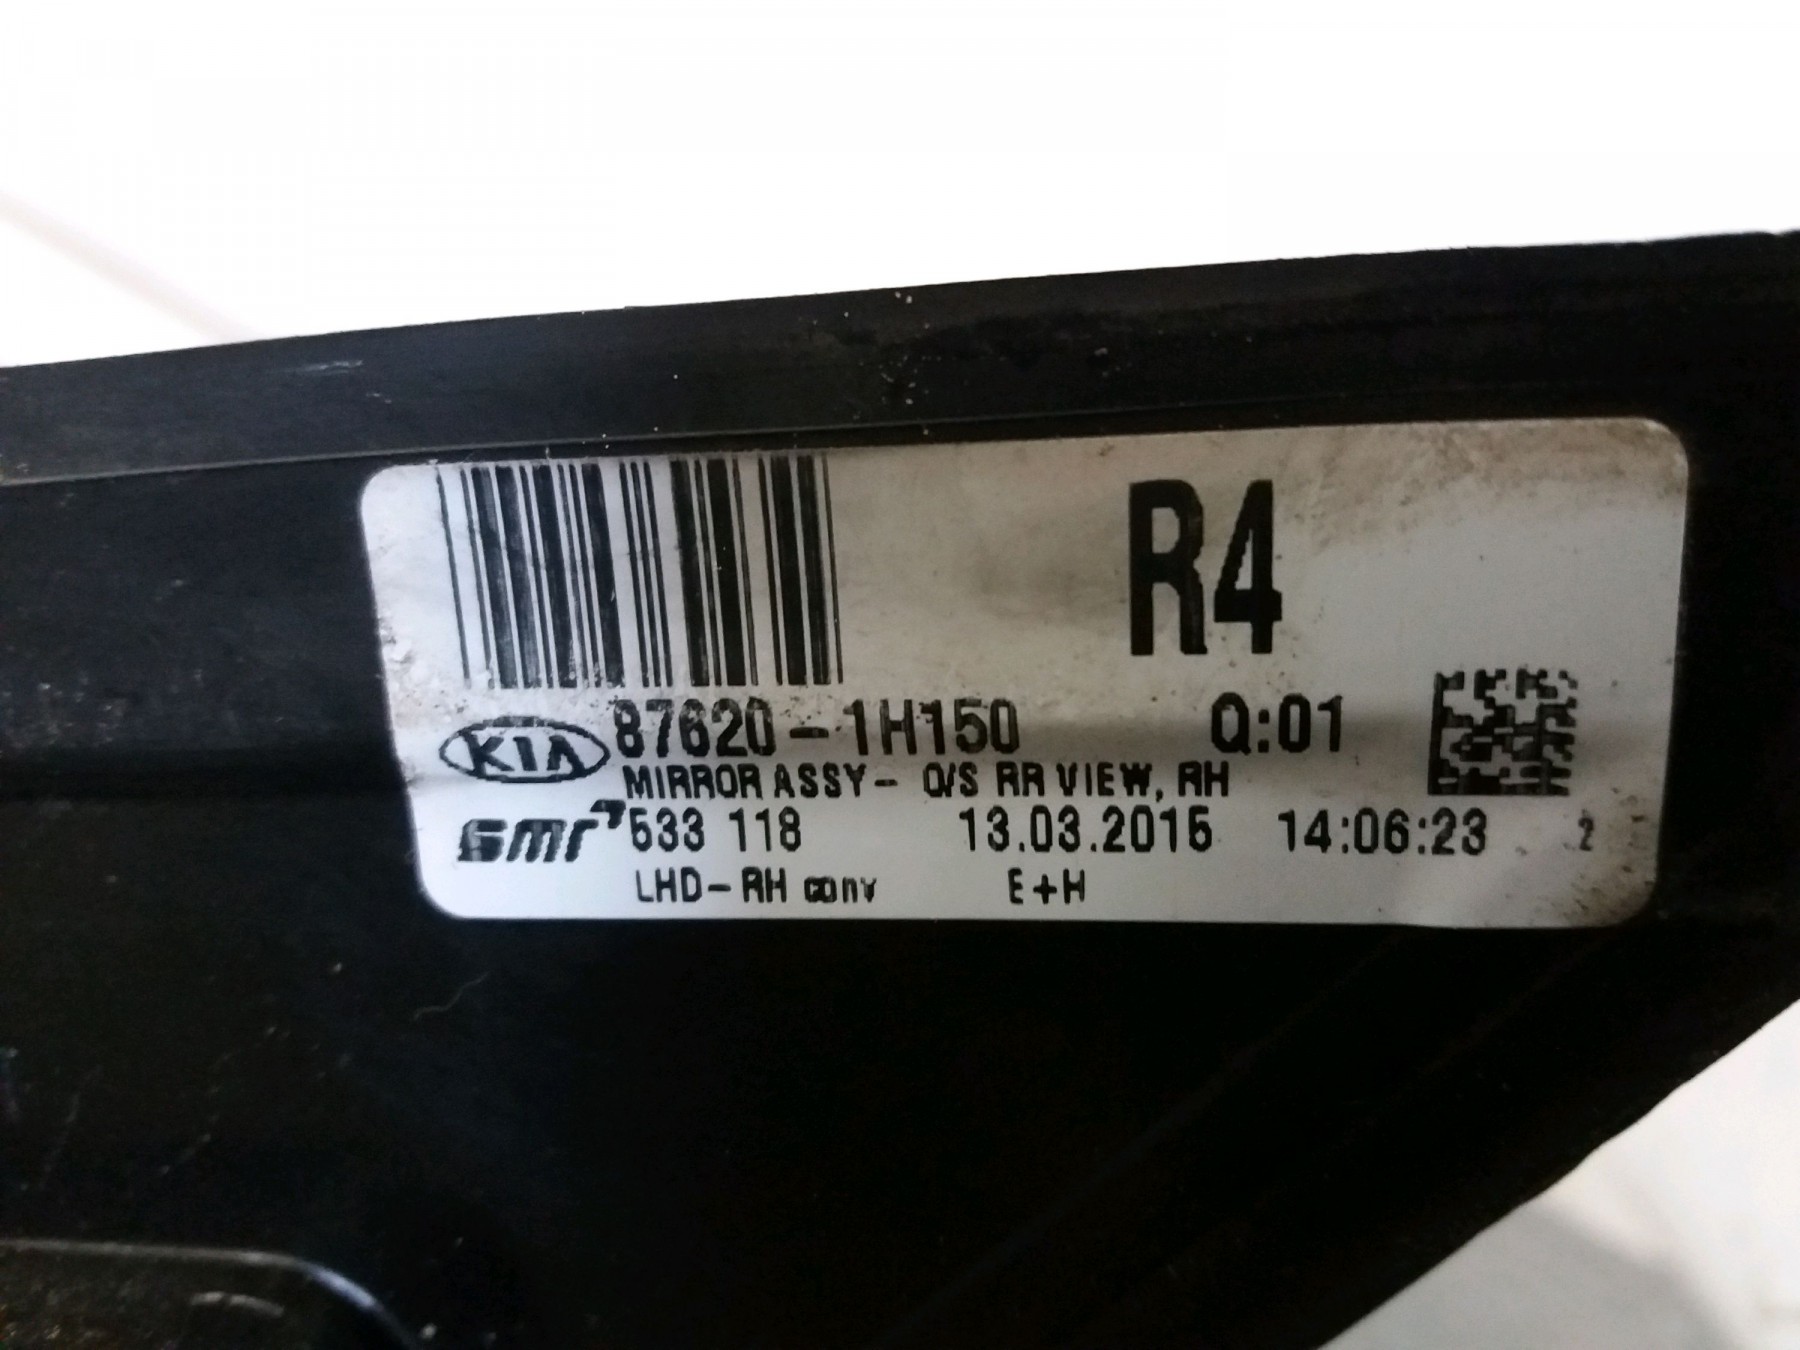 R4
KIA 87620-1H150 Q:01
MIRROR ASSY- O/S RR VIEW, RH
smr 533 118 13.03.2015 14:06:23 2
LHD-RH conv E+H